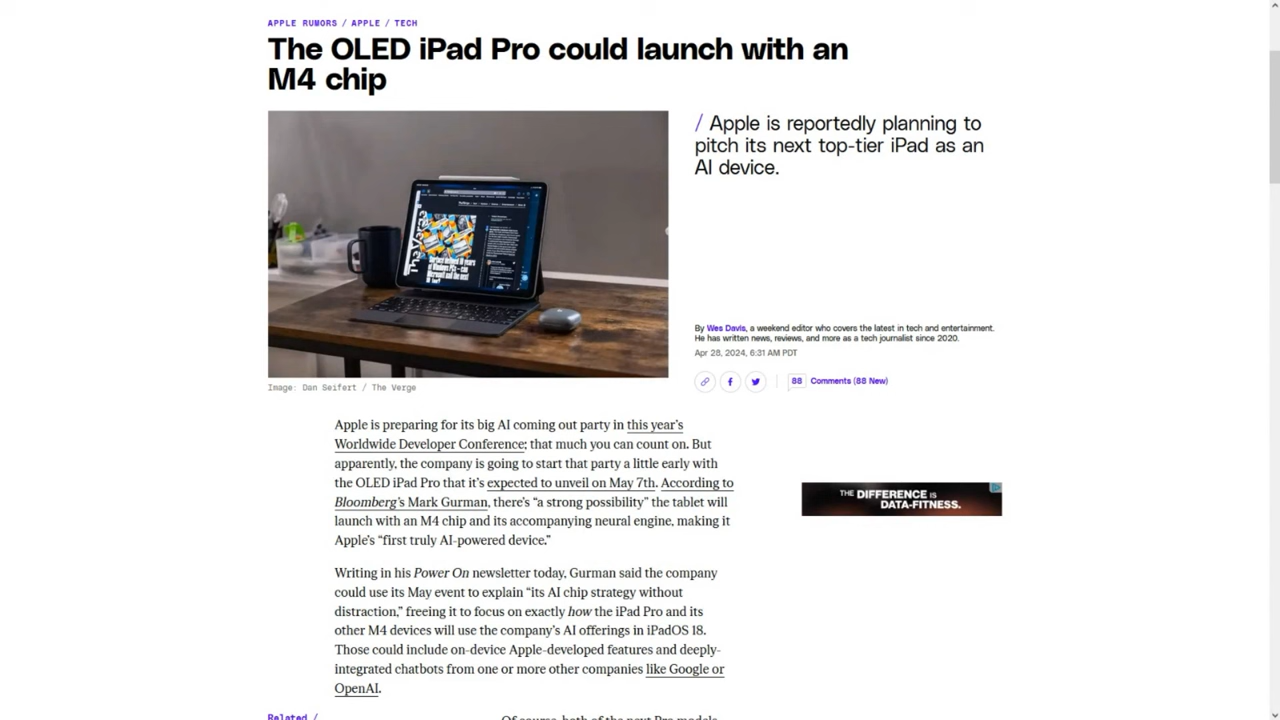 APPLE RUMORS / APPLE / TECH
The OLED iPad Pro could launch with an
M4 chip
/ Apple is reportedly planning to
pitch its next top-tier iPad as an
AI device.
The Verge
By Wes Davis, a weekend editor who covers the latest in tech and entertainment.
He has written news, reviews, and more as a tech journalist since 2020.
Apr 28, 2024, 6:31 AM PDT
88 Comments (88 New)
Image: Dan Seifert / The Verge
Apple is preparing for its big AI coming out party in this year’s
Worldwide Developer Conference; that much you can count on. But
apparently, the company is going to start that party a little early with
the OLED iPad Pro that it’s expected to unveil on May 7th. According to
Bloomberg’s Mark Gurman, there’s “a strong possibility” the tablet will
launch with an M4 chip and its accompanying neural engine, making it
Apple’s “first truly AI-powered device.”
THE DIFFERENCE IS
DATA-FITNESS.
Writing in his Power On newsletter today, Gurman said the company
could use its May event to explain “its AI chip strategy without
distraction,” freeing it to focus on exactly how the iPad Pro and its
other M4 devices will use the company’s AI offerings in iPadOS 18.
Those could include on-device Apple-developed features and deeply-
integrated chatbots from one or more other companies like Google or
OpenAI.
Related /
Of course, both of the next Pro models